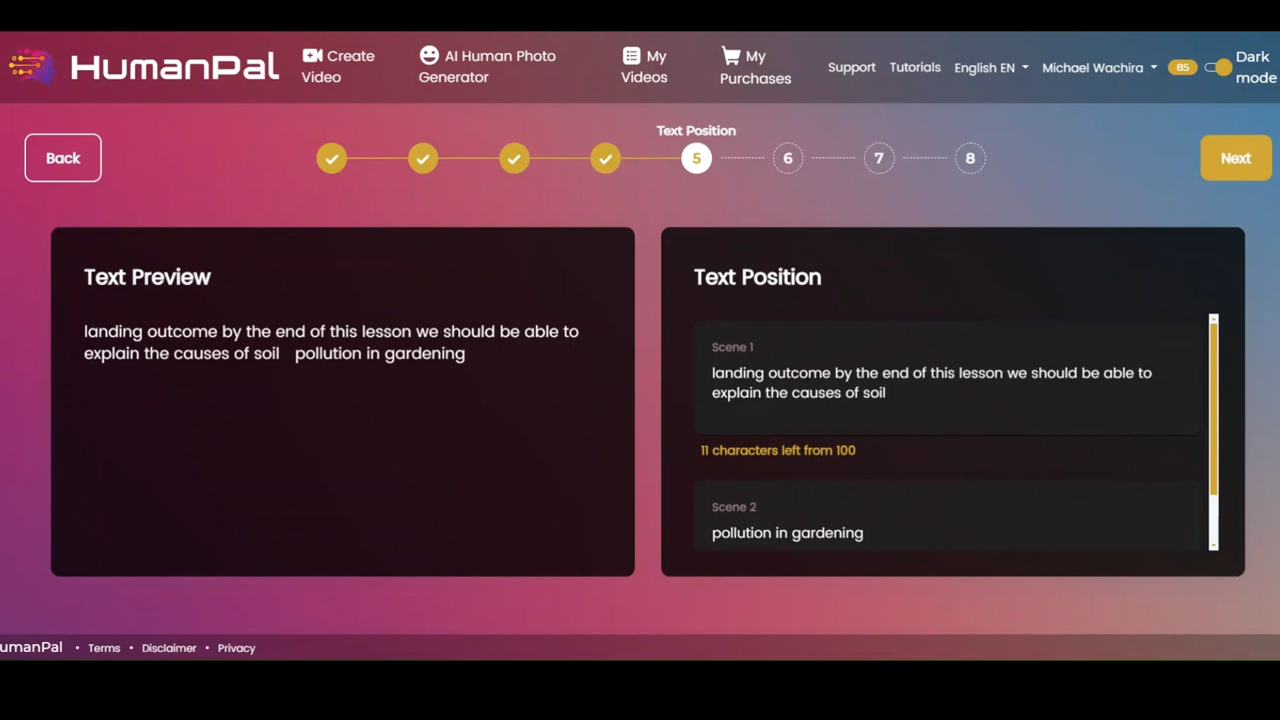 HumanPal
Create
Video
AI Human Photo
Generator
My
Videos
My
Purchases
Support
Tutorials
English EN
Michael Wachira
85
Dark
mode
Back
Text Position
5
6
7
8
Next
Text Preview
landing outcome by the end of this lesson we should be able to
explain the causes of soil pollution in gardening
Text Position
Scene 1
landing outcome by the end of this lesson we should be able to
explain the causes of soil
11 characters left from 100
Scene 2
pollution in gardening
umanPal • Terms • Disclaimer • Privacy